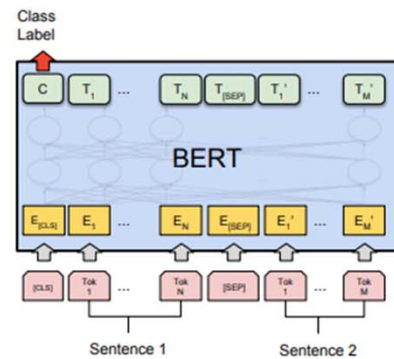 Class
Label
C T1 ... TN T[SEP] T1' ... TM'
BERT
E[CLS] E1 ... EN E[SEP] E1' ... EM'
[CLS] Tok 1 ... Tok N [SEP] Tok 1 ... Tok M
Sentence 1 Sentence 2